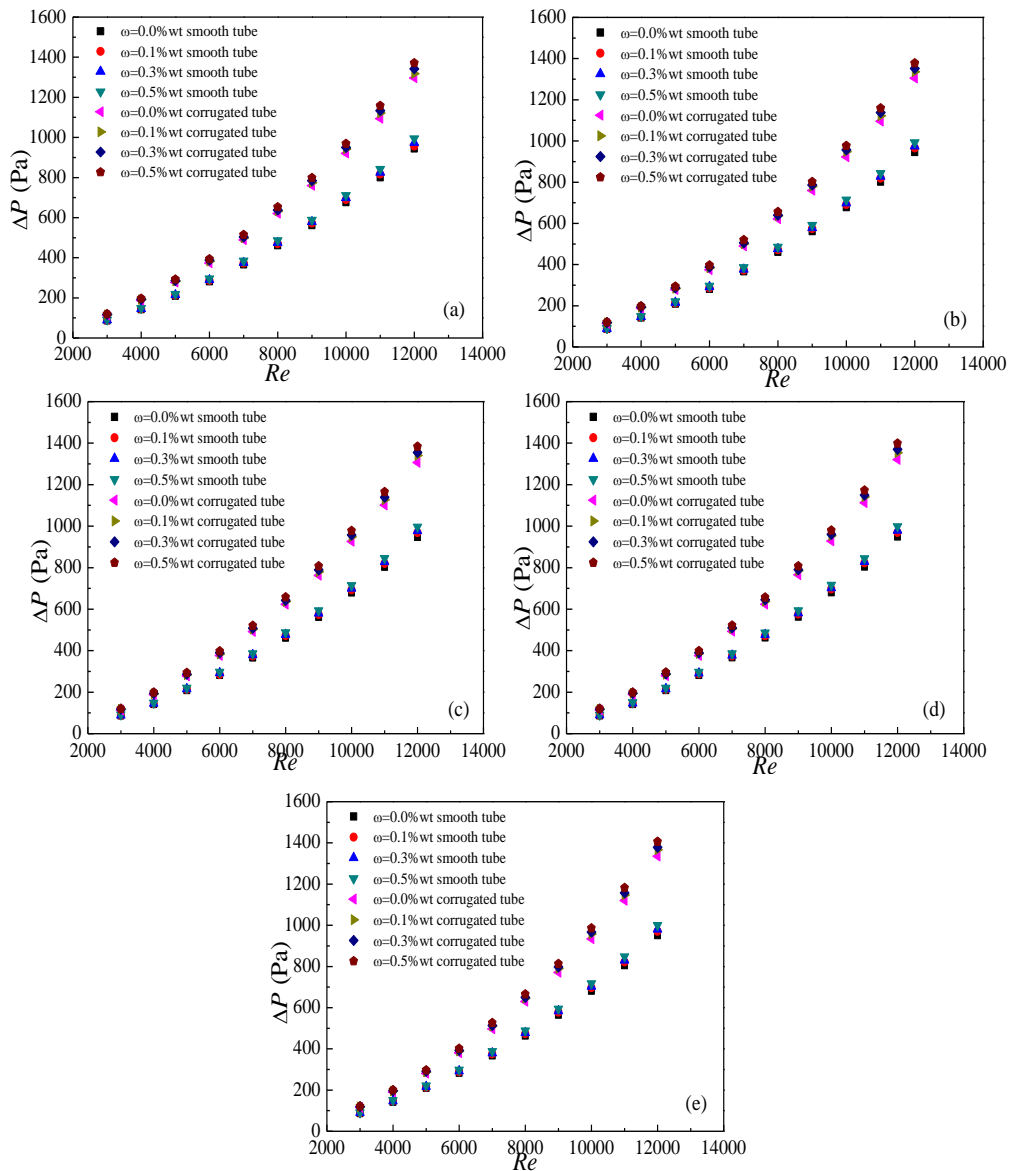 1600
1400
1200
1000
800
600
400
200
0
ΔP (Pa)
ω=0.0%wt smooth tube
ω=0.1%wt smooth tube
ω=0.3%wt smooth tube
ω=0.5%wt smooth tube
ω=0.0%wt corrugated tube
ω=0.1%wt corrugated tube
ω=0.3%wt corrugated tube
ω=0.5%wt corrugated tube
(a)
2000 4000 6000 8000 10000 12000 14000
Re
1600
1400
1200
1000
800
600
400
200
0
ΔP (Pa)
ω=0.0%wt smooth tube
ω=0.1%wt smooth tube
ω=0.3%wt smooth tube
ω=0.5%wt smooth tube
ω=0.0%wt corrugated tube
ω=0.1%wt corrugated tube
ω=0.3%wt corrugated tube
ω=0.5%wt corrugated tube
(b)
2000 4000 6000 8000 10000 12000 14000
Re
1600
1400
1200
1000
800
600
400
200
0
ΔP (Pa)
ω=0.0%wt smooth tube
ω=0.1%wt smooth tube
ω=0.3%wt smooth tube
ω=0.5%wt smooth tube
ω=0.0%wt corrugated tube
ω=0.1%wt corrugated tube
ω=0.3%wt corrugated tube
ω=0.5%wt corrugated tube
(c)
2000 4000 6000 8000 10000 12000 14000
Re
1600
1400
1200
1000
800
600
400
200
0
ΔP (Pa)
ω=0.0%wt smooth tube
ω=0.1%wt smooth tube
ω=0.3%wt smooth tube
ω=0.5%wt smooth tube
ω=0.0%wt corrugated tube
ω=0.1%wt corrugated tube
ω=0.3%wt corrugated tube
ω=0.5%wt corrugated tube
(d)
2000 4000 6000 8000 10000 12000 14000
Re
1600
1400
1200
1000
800
600
400
200
0
ΔP (Pa)
ω=0.0%wt smooth tube
ω=0.1%wt smooth tube
ω=0.3%wt smooth tube
ω=0.5%wt smooth tube
ω=0.0%wt corrugated tube
ω=0.1%wt corrugated tube
ω=0.3%wt corrugated tube
ω=0.5%wt corrugated tube
(e)
2000 4000 6000 8000 10000 12000 14000
Re